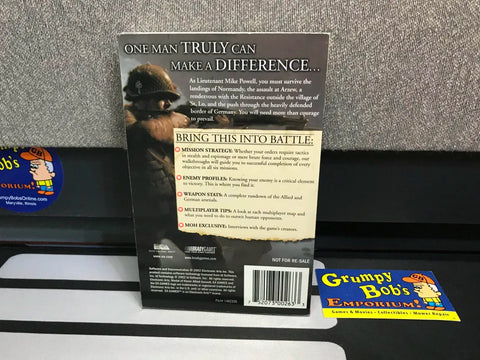 ONE MAN TRULY CAN
MAKE A DIFFERENCE...
As Lieutenant Mike Powell, you must survive the
landings of Normandy, the assault at Arzew, a
rendezvous with the Resistance outside the village of
St. Lo, and the push through the heavily defended
border of Germany. You will need more than courage
to prevail.
BRING THIS INTO BATTLE:
MISSION STRATEGY: Whether your orders require tactics
in stealth and espionage or mere brute force and courage, our
walkthroughs will guide you to successful completion of every
objective in all six missions.
ENEMY PROFILES: Knowing your enemy is a critical element
to victory. This is where you find it.
WEAPON STATS: A complete rundown of the Allied and
German arsenals.
MULTIPLAYER TIPS: A look at each multiplayer map and
what you need to do to outwit human opponents.
MOH EXCLUSIVE: Interviews with the game's creators.
NOT FOR RE-SALE
52073 00263
Grumpy
Bob's
EMPORIUM!
Games & Movies - Collectibles - Mower Repair
Bob's
EMPORIUM!
GrumpyBobsOnline.com
Maryville, Illinois